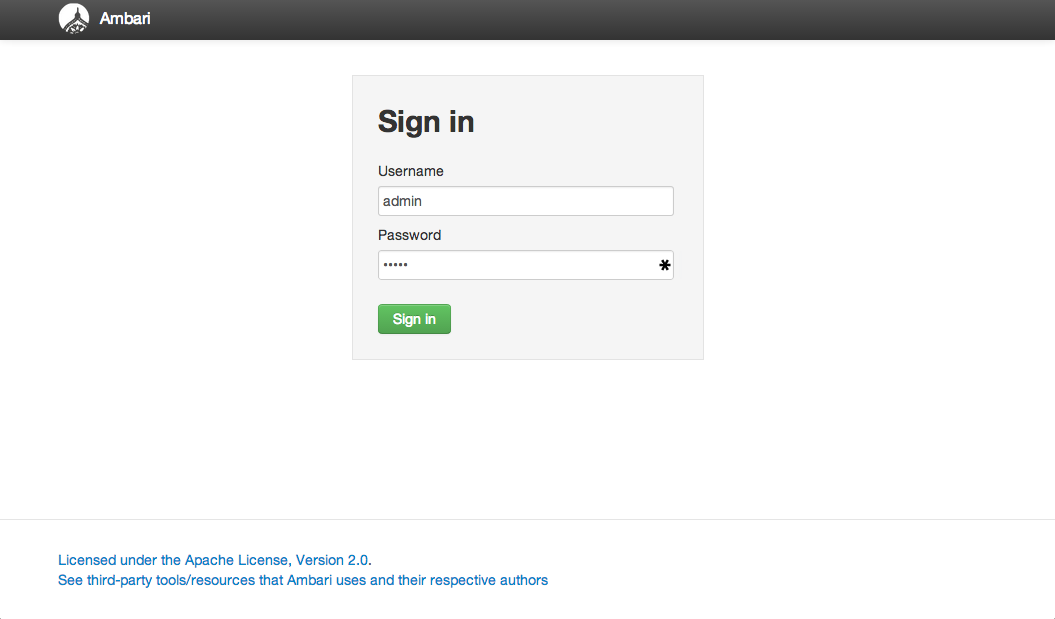 Ambari
Sign in
Username
admin
Password
•••••
Sign in
Licensed under the Apache License, Version 2.0.
See third-party tools/resources that Ambari uses and their respective authors